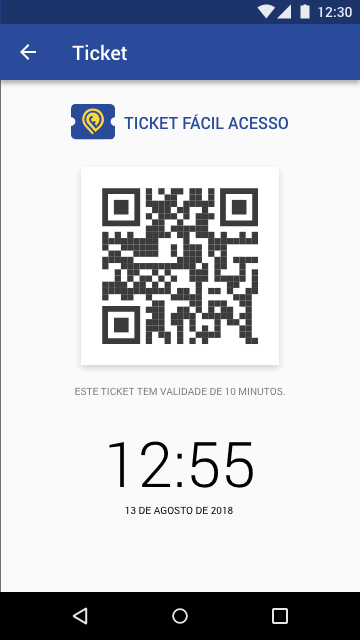 12:30
Ticket
TICKET FÁCIL ACESSO
ESTE TICKET TEM VALIDADE DE 10 MINUTOS.
12:55
13 DE AGOSTO DE 2018